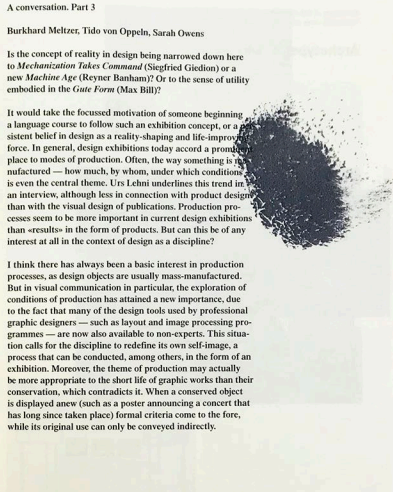 A conversation. Part 3
Burkhard Meltzer, Tido von Oppeln, Sarah Owens
Is the concept of reality in design being narrowed down here
to Mechanization Takes Command (Siegfried Giedion) or a
new Machine Age (Reyner Banham)? Or to the sense of utility
embodied in the Gute Form (Max Bill)?
It would take the focussed motivation of someone beginning
a language course to follow such an exhibition concept, or a
sistent belief in design as a reality-shaping and life-improving
force. In general, design exhibitions today accord a prominent
place to modes of production. Often, the way something is
nufactured — how much, by whom, under which conditions
is even the central theme. Urs Lehni underlines this trend in
an interview, although less in connection with product design
than with the visual design of publications. Production pro-
cesses seem to be more important in current design exhibitions
than «results» in the form of products. But can this be of any
interest at all in the context of design as a discipline?
I think there has always been a basic interest in production
processes, as design objects are usually mass-manufactured.
But in visual communication in particular, the exploration of
conditions of production has attained a new importance, due
to the fact that many of the design tools used by professional
graphic designers — such as layout and image processing pro-
grammes — are now also available to non-experts. This situa-
tion calls for the discipline to redefine its own self-image, a
process that can be conducted, among others, in the form of an
exhibition. Moreover, the theme of production may actually
be more appropriate to the short life of graphic works than their
conservation, which contradicts it. When a conserved object
is displayed anew (such as a poster announcing a concert that
has long since taken place) formal criteria come to the fore,
while its original use can only be conveyed indirectly.